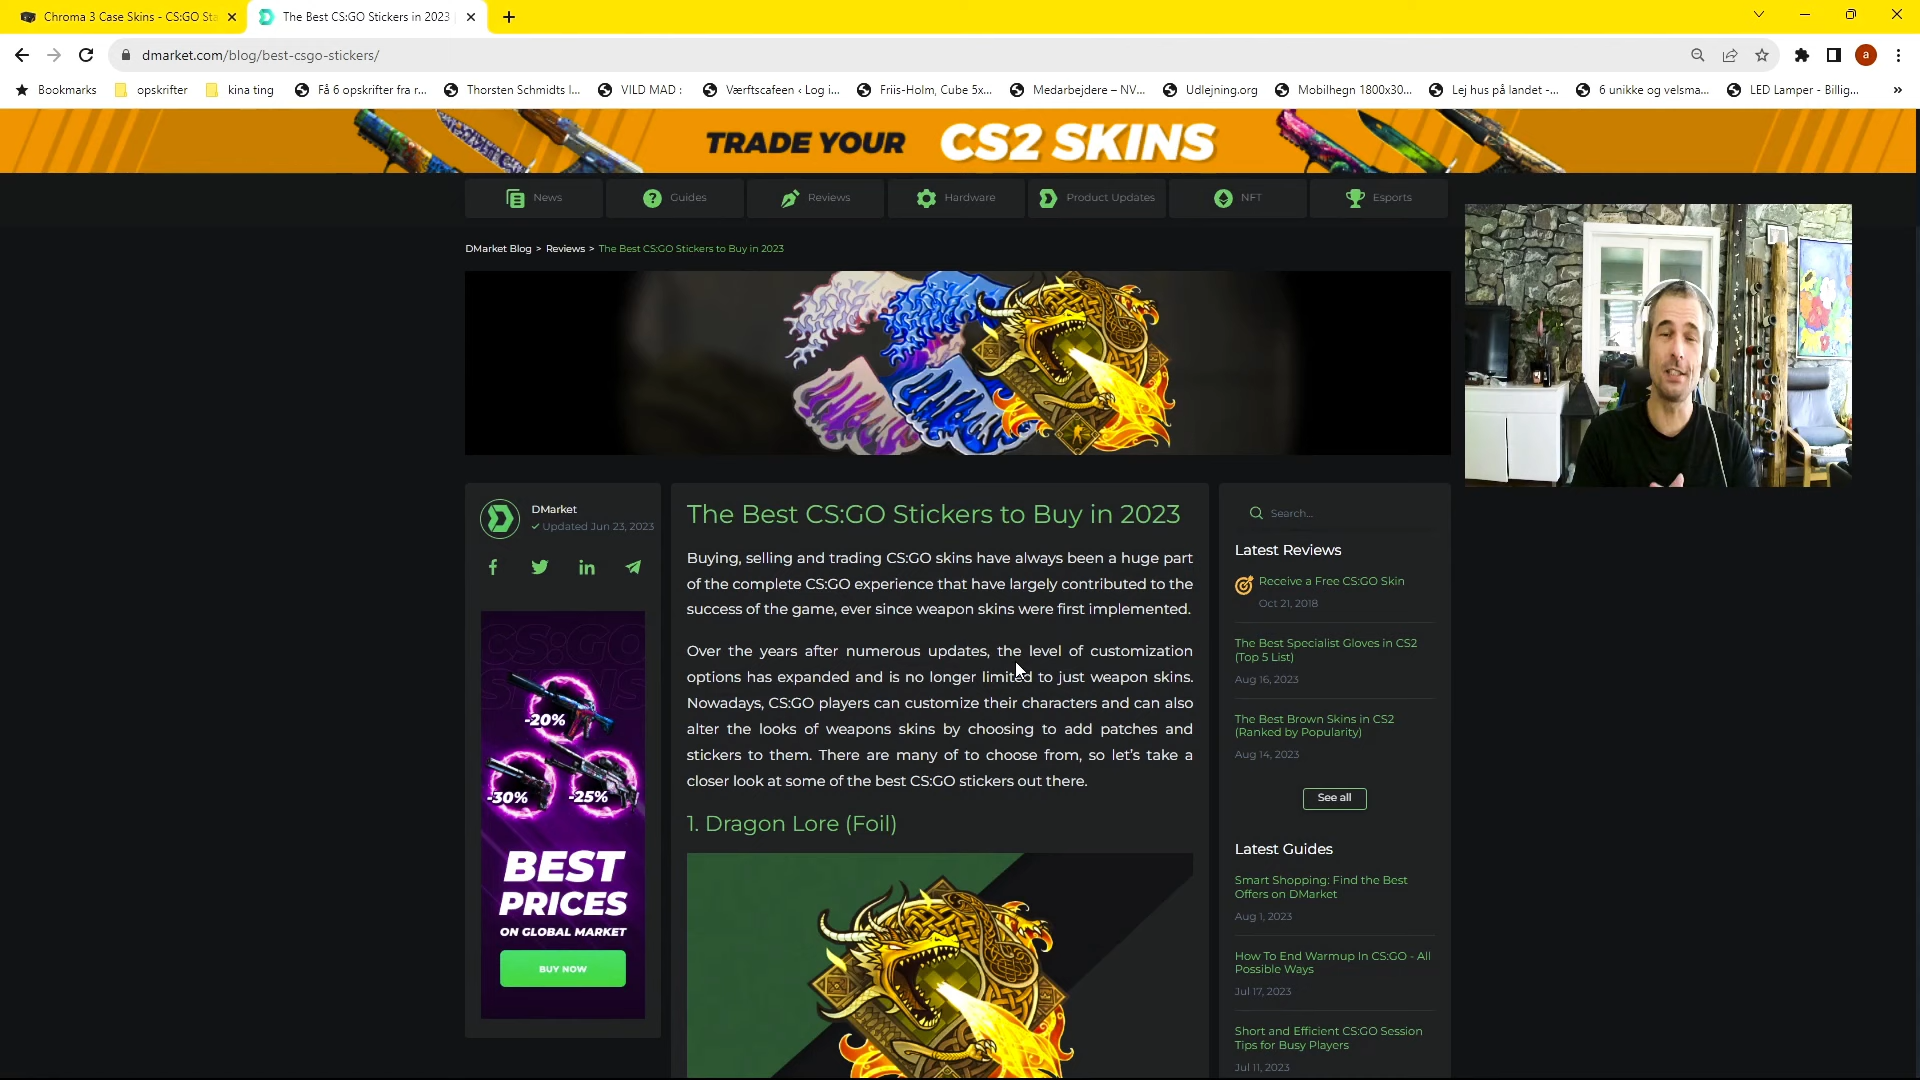 Chroma 3 Case Skins - CS:GO Sta
The Best CS:GO Stickers in 2023
dmarket.com/blog/best-csgo-stickers/
a
Bookmarks
opskrifter
kina ting
Få 6 opskrifter fra r...
Thorsten Schmidts I...
VILD MAD :
Værftscafeen ‹ Log i...
Friis-Holm, Cube 5x...
Medarbejdere – NV...
Udlejning.org
Mobilhegn 1800x30...
Lej hus på landet -...
6 unikke og velsma...
LED Lamper - Billig...
»
TRADE YOUR CS2 SKINS
News
Guides
Reviews
Hardware
Product Updates
NFT
Esports
DMarket Blog > Reviews > The Best CS:GO Stickers to Buy in 2023
DMarket
Updated Jun 23, 2023
CS:GO
SKINS
-20%
-30%
-25%
BEST
PRICES
ON GLOBAL MARKET
BUY NOW
The Best CS:GO Stickers to Buy in 2023
Buying, selling and trading CS:GO skins have always been a huge part
of the complete CS:GO experience that have largely contributed to the
success of the game, ever since weapon skins were first implemented.
Over the years after numerous updates, the level of customization
options has expanded and is no longer limited to just weapon skins.
Nowadays, CS:GO players can customize their characters and can also
alter the looks of weapons skins by choosing to add patches and
stickers to them. There are many of to choose from, so let's take a
closer look at some of the best CS:GO stickers out there.
1. Dragon Lore (Foil)
Search...
Latest Reviews
Receive a Free CS:GO Skin
Oct 21, 2018
The Best Specialist Gloves in CS2
(Top 5 List)
Aug 16, 2023
The Best Brown Skins in CS2
(Ranked by Popularity)
Aug 14, 2023
See all
Latest Guides
Smart Shopping: Find the Best
Offers on DMarket
Aug 1, 2023
How To End Warmup In CS:GO - All
Possible Ways
Jul 17, 2023
Short and Efficient CS:GO Session
Tips for Busy Players
Jul 11, 2023